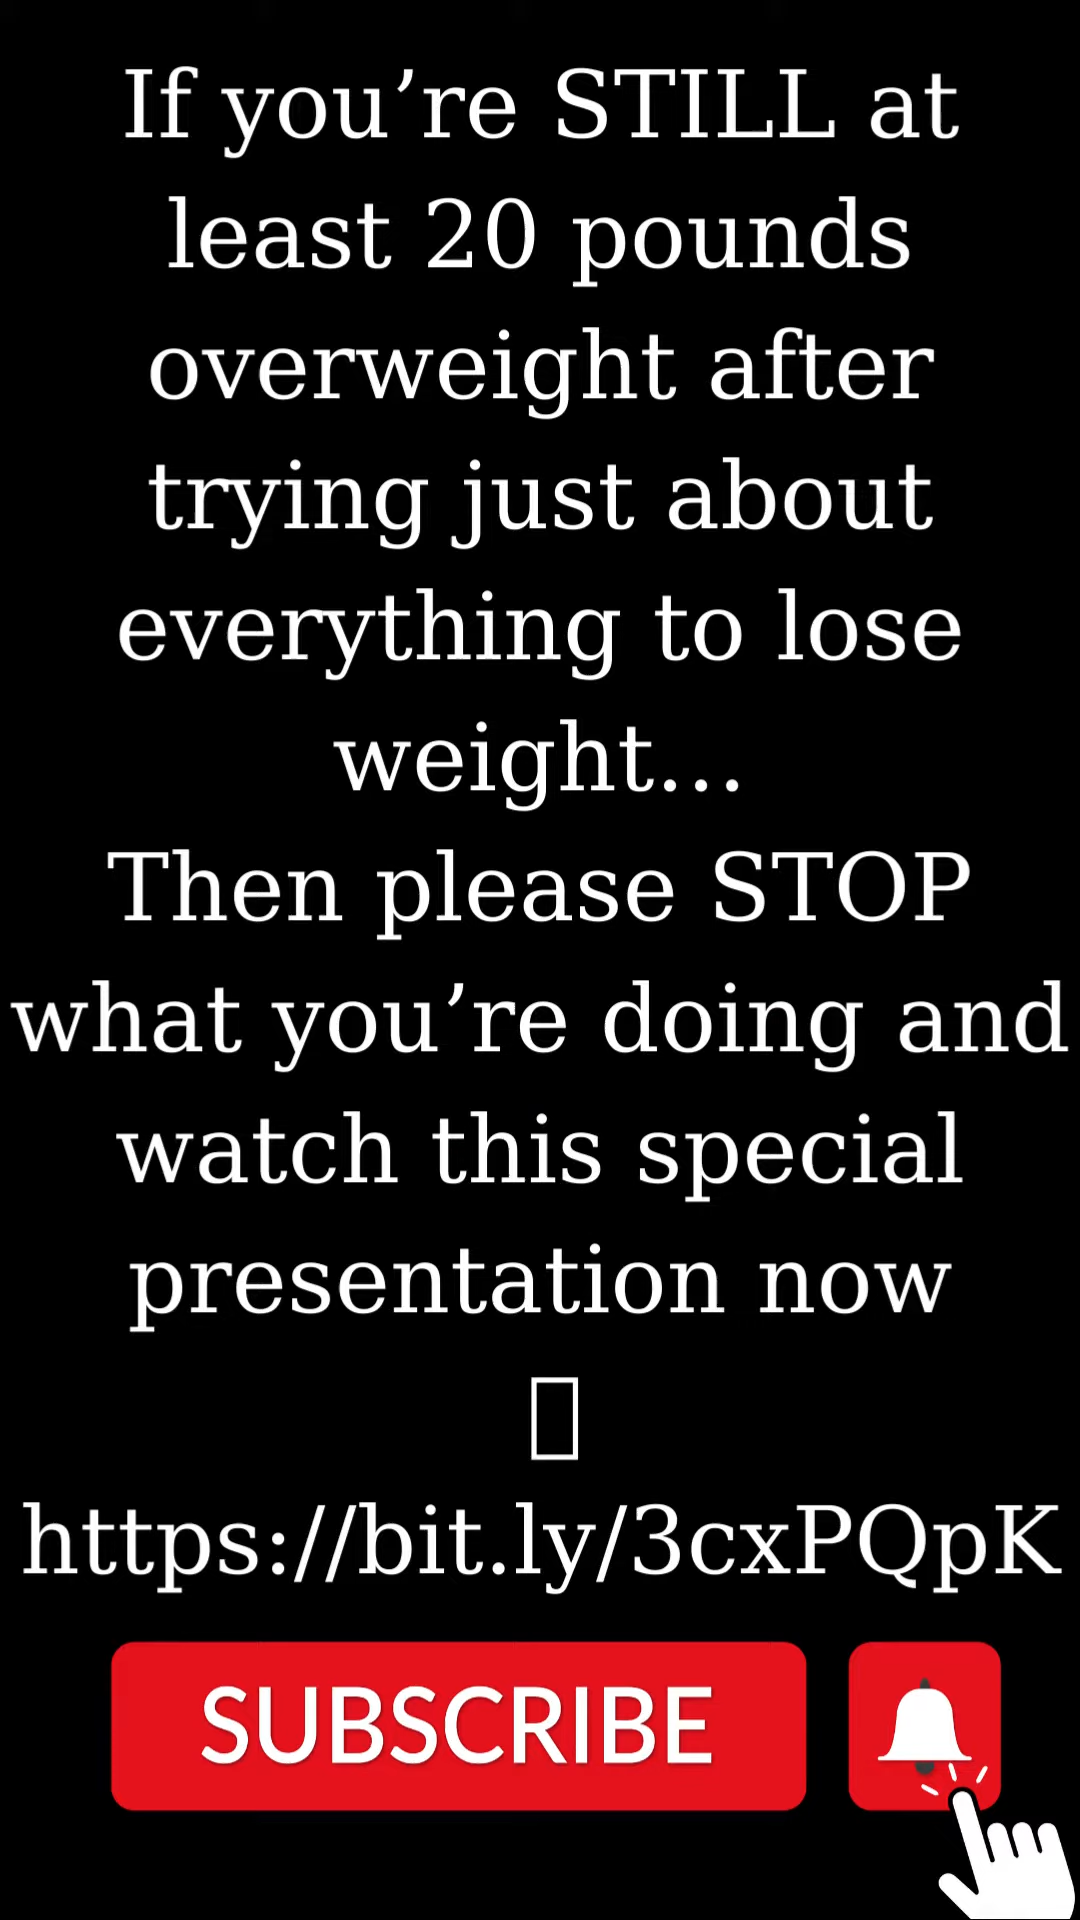 If you’re STILL at
least 20 pounds
overweight after
trying just about
everything to lose
weight…
Then please STOP
what you’re doing and
watch this special
presentation now
https://bit.ly/3cxPQpK
SUBSCRIBE